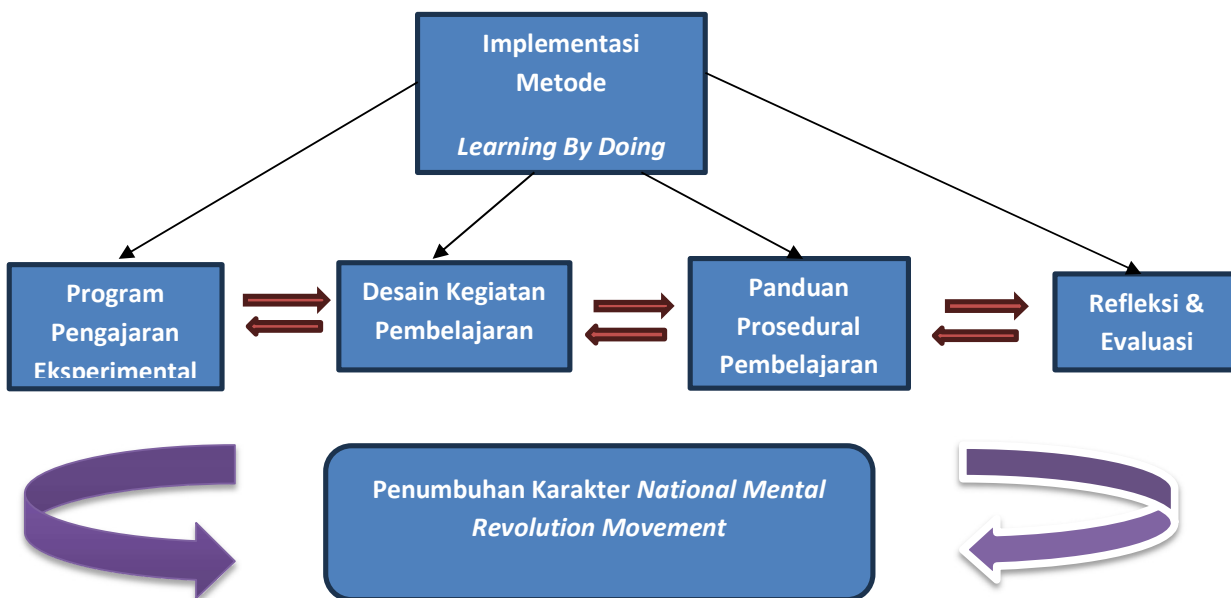 Implementasi
Metode
Learning By Doing
Program
Pengajaran
Eksperimental
Desain Kegiatan
Pembelajaran
Panduan
Prosedural
Pembelajaran
Refleksi &
Evaluasi
Penumbuhan Karakter National Mental
Revolution Movement